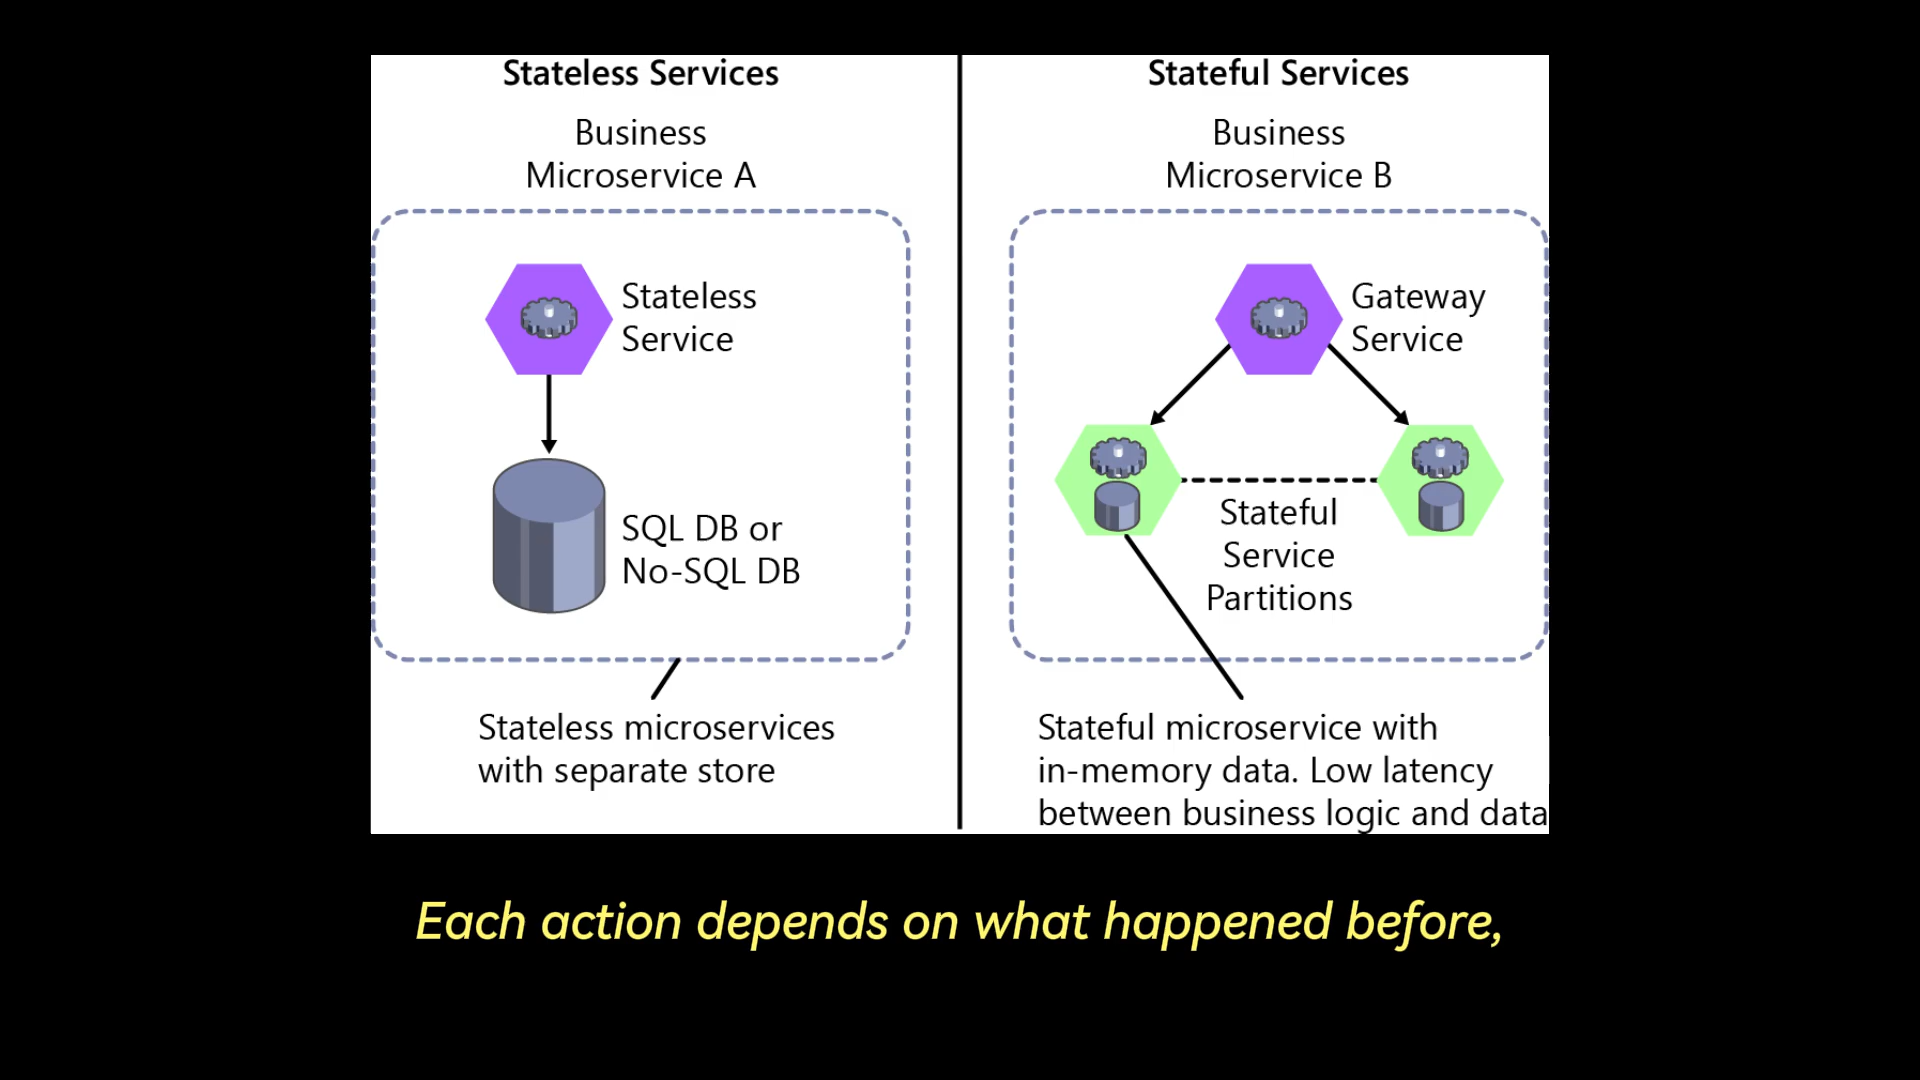 Stateless Services
Business
Microservice A
Stateless
Service
SQL DB or
No-SQL DB
Stateless microservices
with separate store
Stateful Services
Business
Microservice B
Gateway
Service
Stateful
Service
Partitions
Stateful microservice with
in-memory data. Low latency
between business logic and data
Each action depends on what happened before,